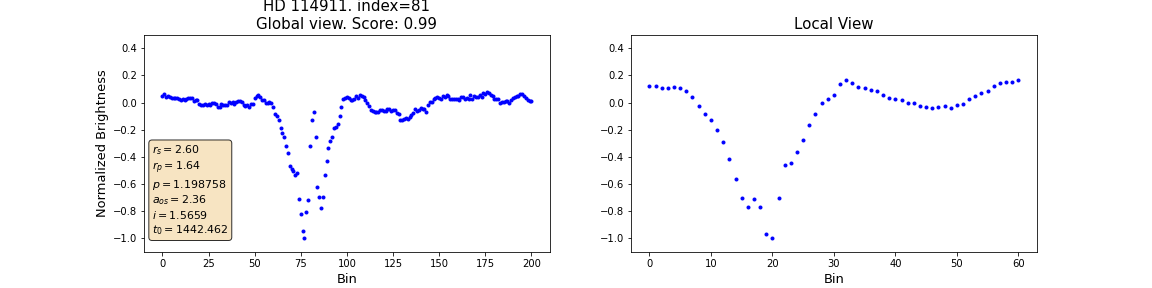 HD 114911. index=81
Global view. Score: 0.99
Normalized Brightness
0.4
0.2
0.0
−0.2
−0.4
−0.6
−0.8
−1.0
r_s = 2.60
r_p = 1.64
p = 1.198758
a_os = 2.36
i = 1.5659
t_0 = 1442.462
0 25 50 75 100 125 150 175 200
Bin
Local View
0.4
0.2
0.0
−0.2
−0.4
−0.6
−0.8
−1.0
0 10 20 30 40 50 60
Bin